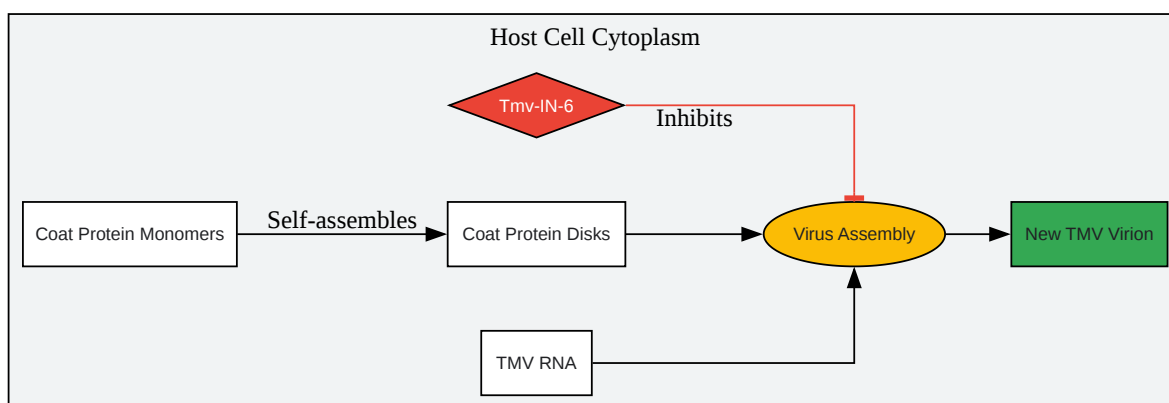 Host Cell Cytoplasm
Tmv-IN-6
Inhibits
Coat Protein Monomers
Self-assembles
Coat Protein Disks
Virus Assembly
New TMV Virion
TMV RNA